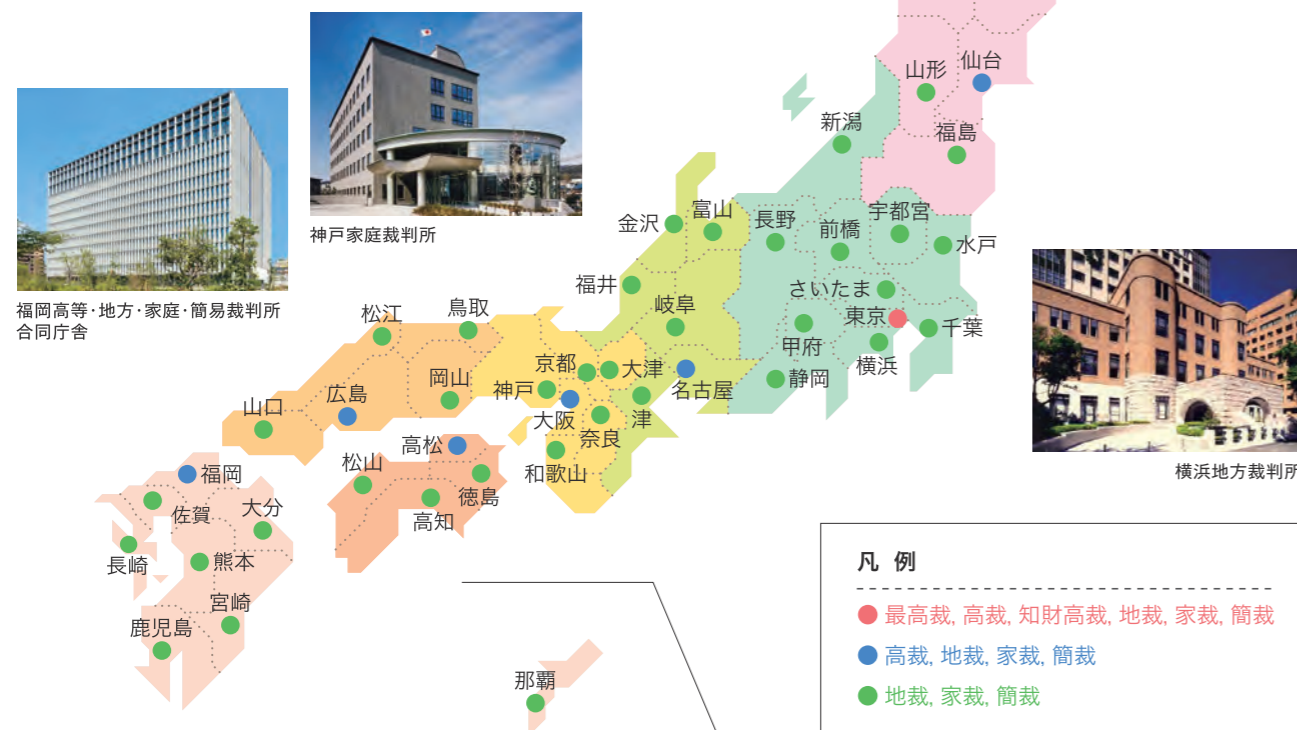 神戸家庭裁判所
福岡高等・地方・家庭・簡易裁判所
合同庁舎
横浜地方裁判所
仙台
山形
福島
新潟
宇都宮
長野
前橋
水戸
さいたま
東京
千葉
甲府
横浜
静岡
金沢
富山
福井
岐阜
名古屋
津
京都
大津
神戸
大阪
奈良
和歌山
鳥取
松江
岡山
広島
山口
高松
松山
徳島
高知
福岡
佐賀
大分
長崎
熊本
宮崎
鹿児島
那覇
凡 例
最高裁, 高裁, 知財高裁, 地裁, 家裁, 簡裁
高裁, 地裁, 家裁, 簡裁
地裁, 家裁, 簡裁